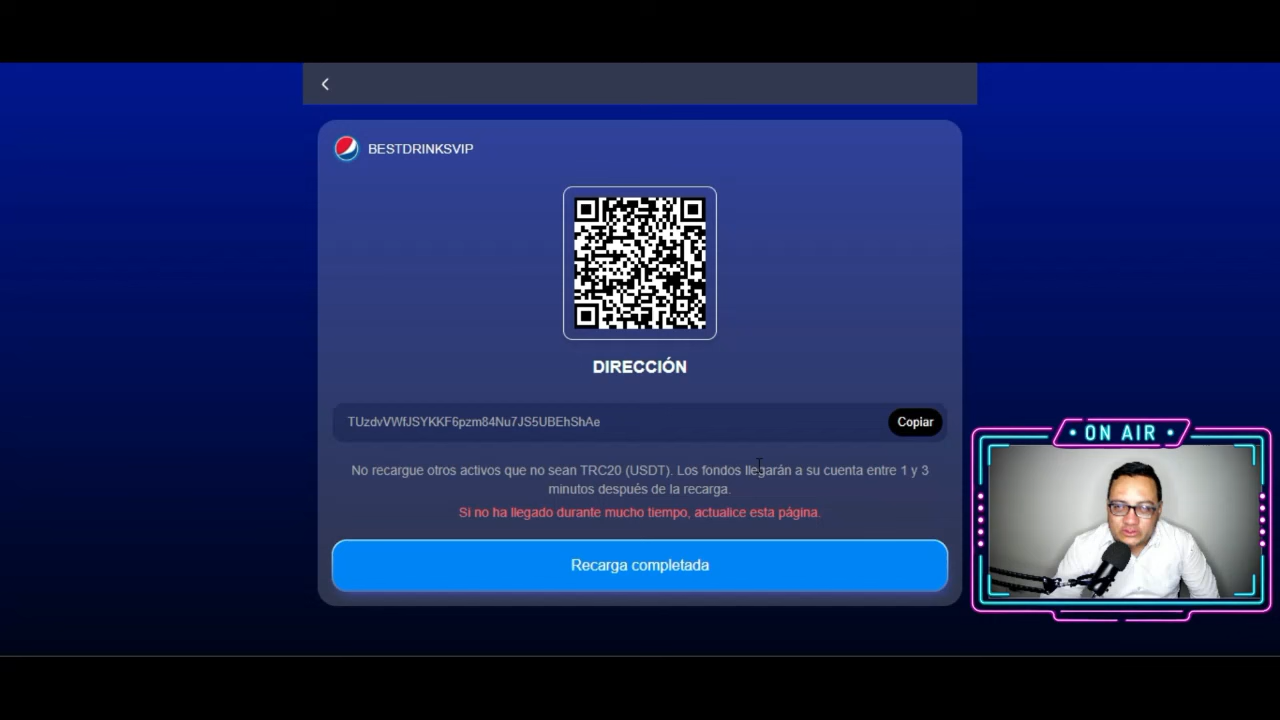 BESTDRINKSVIP
DIRECCIÓN
TUzdvVWfJSYKKF6pzm84Nu7JS5UBEhShAe
Copiar
No recargue otros activos que no sean TRC20 (USDT). Los fondos llegarán a su cuenta entre 1 y 3
minutos después de la recarga.
Si no ha llegado durante mucho tiempo, actualice esta página.
Recarga completada
• ON AIR •